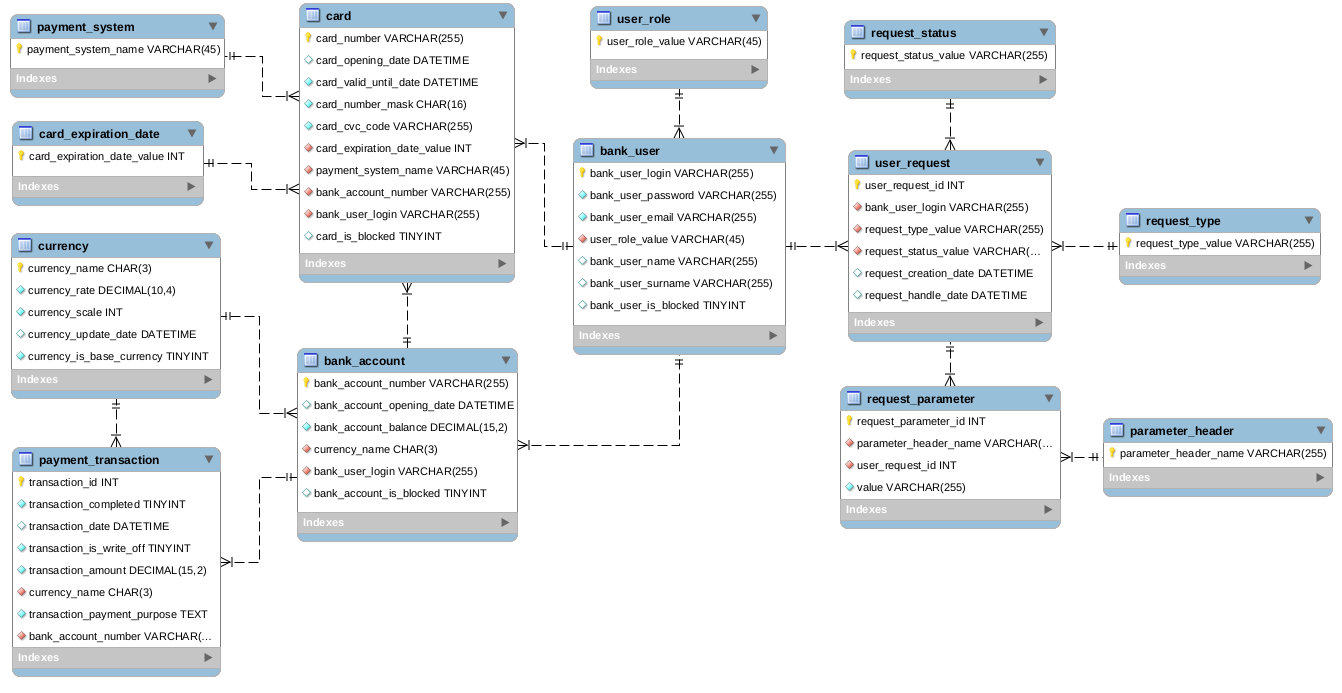 payment_system
payment_system_name VARCHAR(45)
Indexes
card_expiration_date
card_expiration_date_value INT
Indexes
currency
currency_name CHAR(3)
currency_rate DECIMAL(10,4)
currency_scale INT
currency_update_date DATETIME
currency_is_base_currency TINYINT
Indexes
payment_transaction
transaction_id INT
transaction_completed TINYINT
transaction_date DATETIME
transaction_is_write_off TINYINT
transaction_amount DECIMAL(15,2)
currency_name CHAR(3)
transaction_payment_purpose TEXT
bank_account_number VARCHAR(...
Indexes
card
card_number VARCHAR(255)
card_opening_date DATETIME
card_valid_until_date DATETIME
card_number_mask CHAR(16)
card_cvc_code VARCHAR(255)
card_expiration_date_value INT
payment_system_name VARCHAR(45)
bank_account_number VARCHAR(255)
bank_user_login VARCHAR(255)
card_is_blocked TINYINT
Indexes
bank_account
bank_account_number VARCHAR(255)
bank_account_opening_date DATETIME
bank_account_balance DECIMAL(15,2)
currency_name CHAR(3)
bank_user_login VARCHAR(255)
bank_account_is_blocked TINYINT
Indexes
user_role
user_role_value VARCHAR(45)
Indexes
bank_user
bank_user_login VARCHAR(255)
bank_user_password VARCHAR(255)
bank_user_email VARCHAR(255)
user_role_value VARCHAR(45)
bank_user_name VARCHAR(255)
bank_user_surname VARCHAR(255)
bank_user_is_blocked TINYINT
Indexes
request_status
request_status_value VARCHAR(255)
Indexes
user_request
user_request_id INT
bank_user_login VARCHAR(255)
request_type_value VARCHAR(255)
request_status_value VARCHAR(...
request_creation_date DATETIME
request_handle_date DATETIME
Indexes
request_parameter
request_parameter_id INT
parameter_header_name VARCHAR(...
user_request_id INT
value VARCHAR(255)
Indexes
request_type
request_type_value VARCHAR(255)
Indexes
parameter_header
parameter_header_name VARCHAR(255)
Indexes